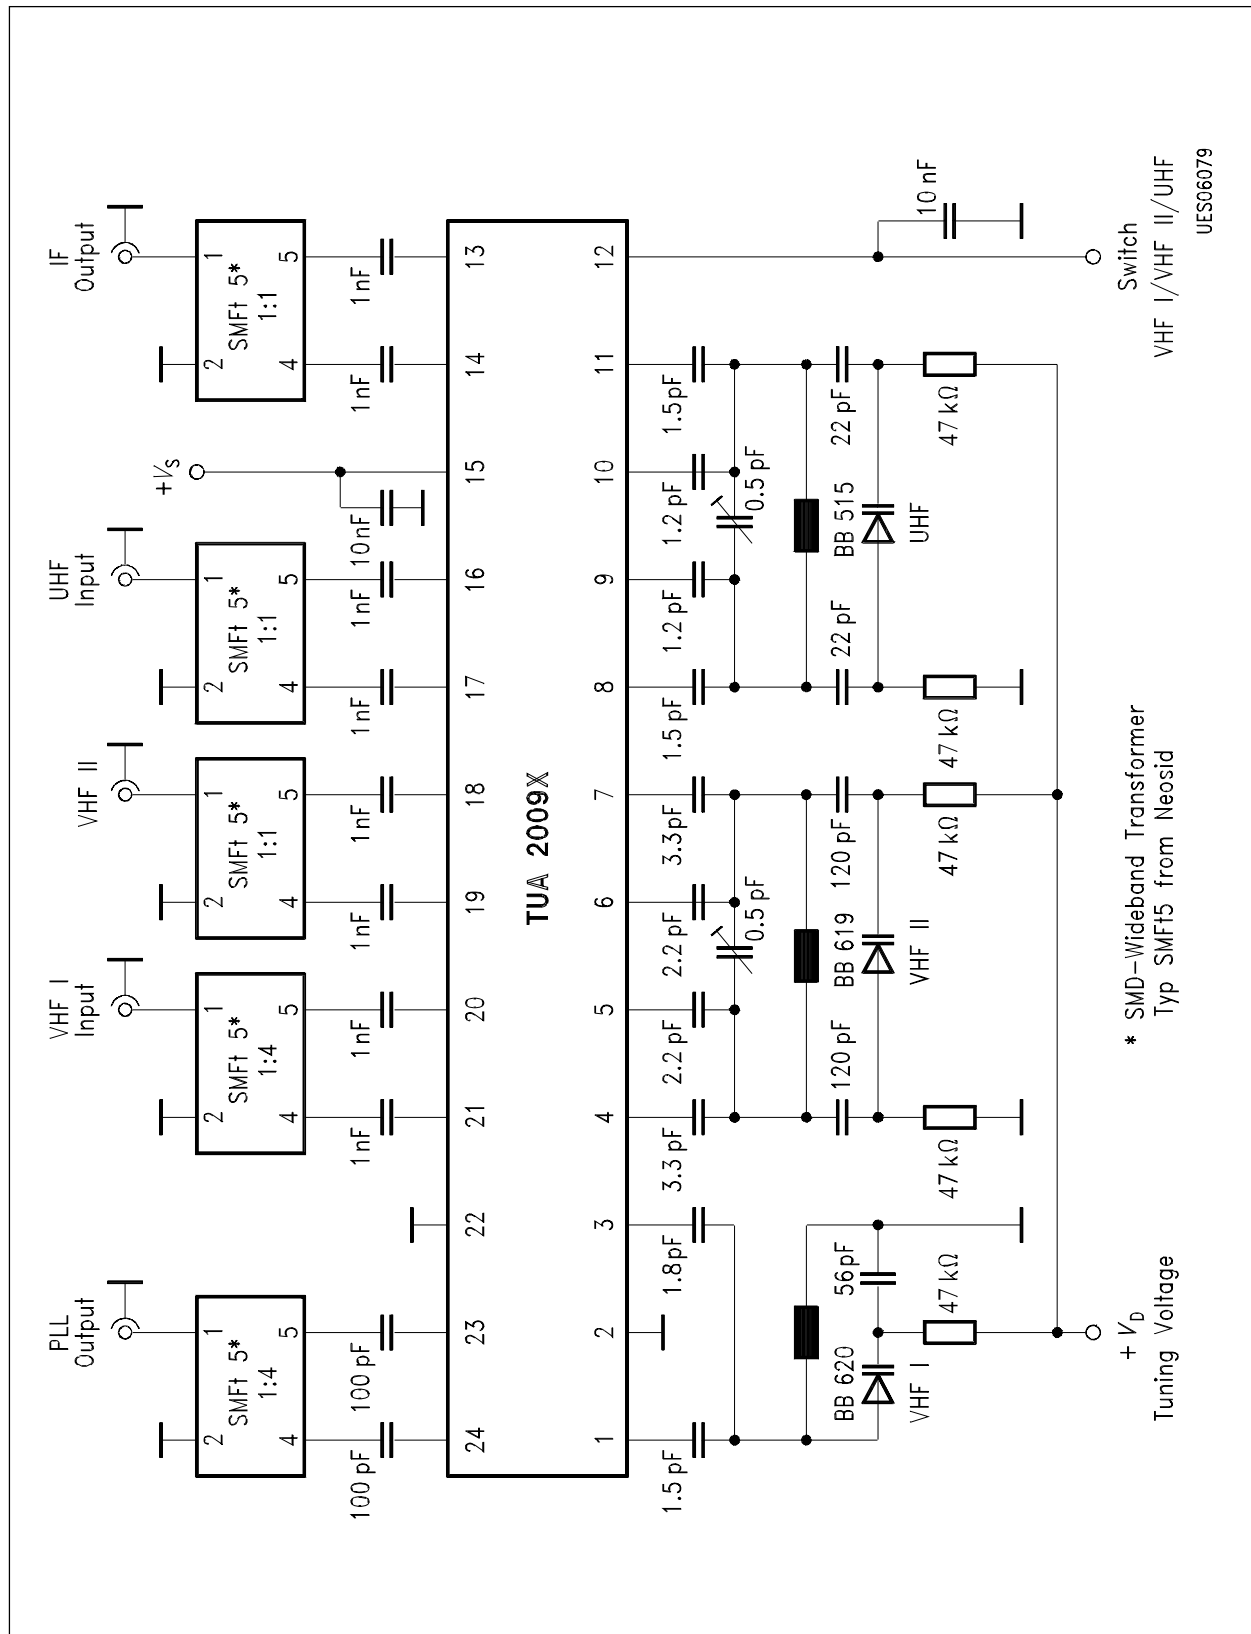 PLL
Output
VHF I
Input
VHF II
UHF
Input
+VS
IF
Output
1
2
SMFt 5*
1:4
5
4
1
2
SMFt 5*
1:4
5
4
1
2
SMFt 5*
1:1
5
4
1
2
SMFt 5*
1:1
5
4
1
2
SMFt 5*
1:1
5
4
100 pF
100 pF
1nF
1nF
1nF
1nF
1nF
1nF
10nF
1nF
1nF
24
23
22
21
20
19
18
17
16
15
14
13
TUA 2009X
1
2
3
4
5
6
7
8
9
10
11
12
1.5 pF
1.8pF
3.3 pF
2.2 pF
2.2 pF
3.3pF
1.5 pF
1.2 pF
1.2 pF
1.5pF
0.5 pF
0.5 pF
BB 620
VHF I
56pF
47 kΩ
120 pF
BB 619
120 pF
VHF II
47 kΩ
47 kΩ
22 pF
BB 515
22 pF
UHF
47 kΩ
47 kΩ
10 nF
+VD
Tuning Voltage
* SMD-Wideband Transformer
Typ SMFt5 from Neosid
Switch
VHF I/VHF II/UHF
UES06079